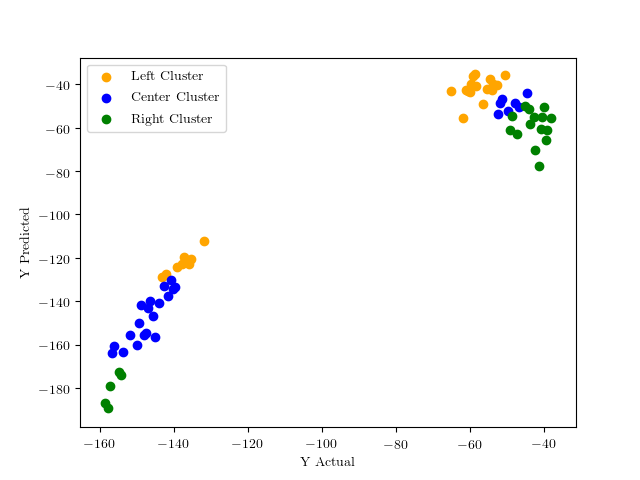 Left Cluster
Center Cluster
Right Cluster
−40
−60
−80
−100
−120
−140
−160
−180
Y Predicted
−160 −140 −120 −100 −80 −60 −40
Y Actual